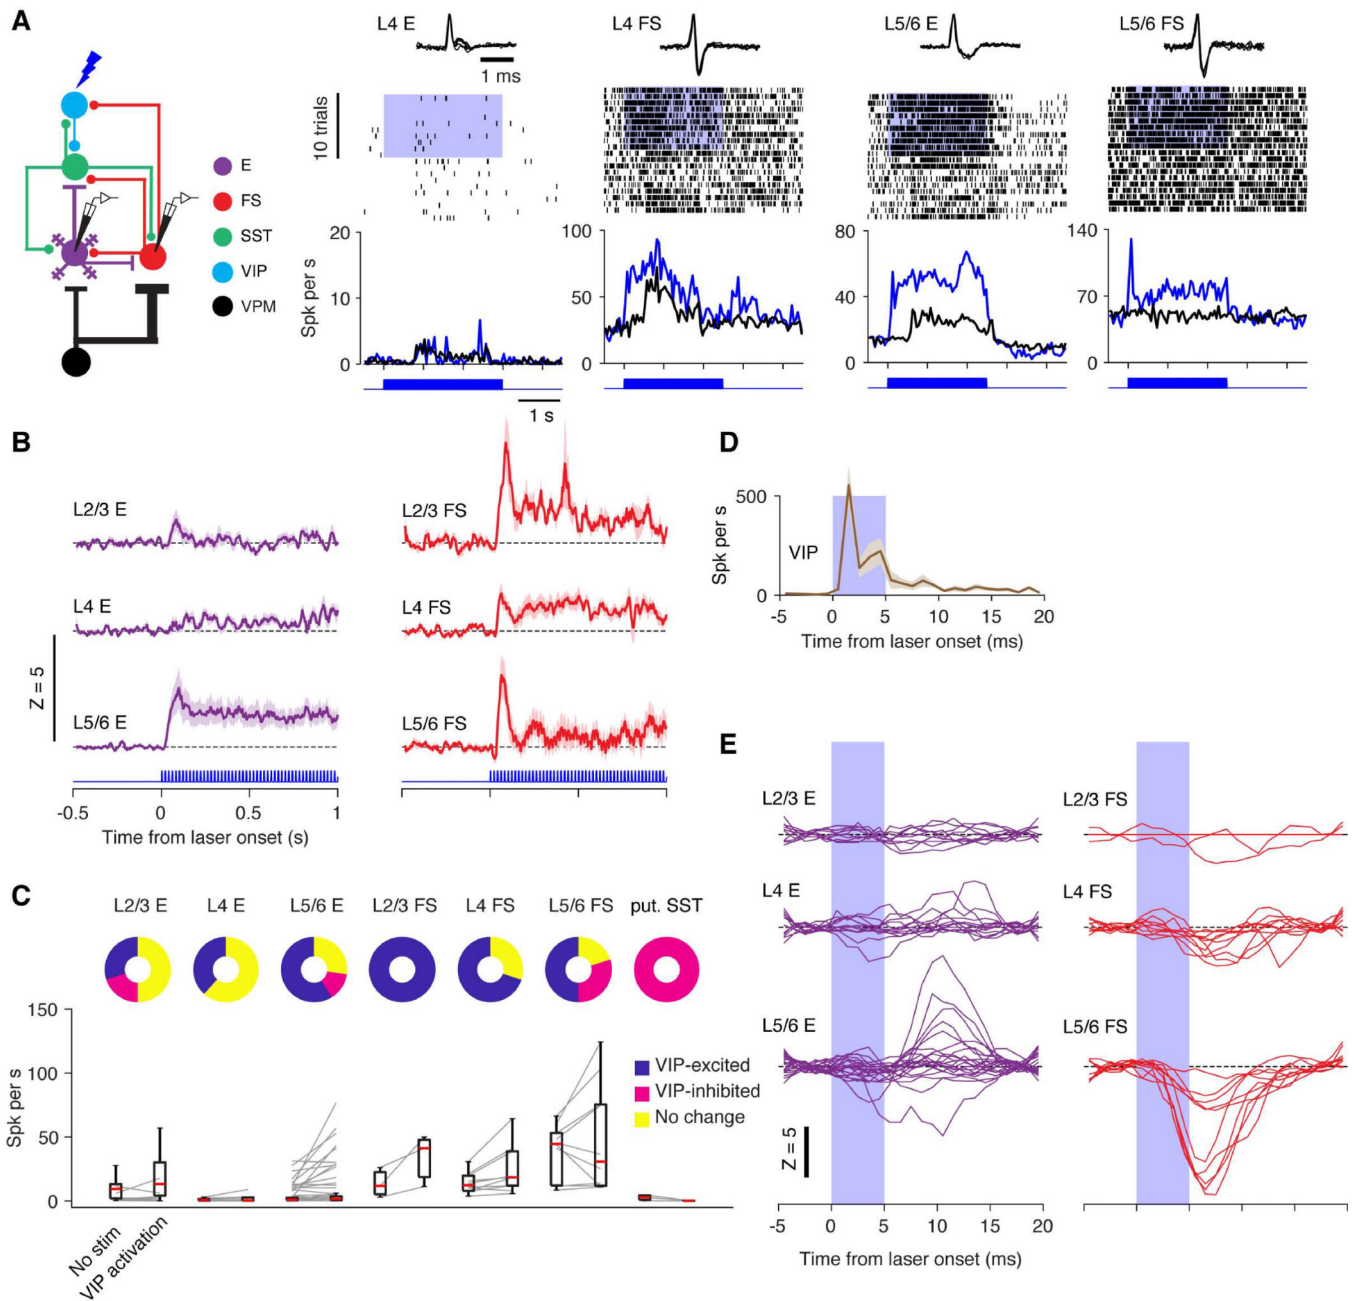 A
L4 E
L4 FS
L5/6 E
L5/6 FS
1 ms
10 trials
E
FS
SST
VIP
VPM
Spk per s
20
10
0
100
50
0
80
40
0
140
70
0
1 s
B
L2/3 E
L4 E
L5/6 E
Z = 5
L2/3 FS
L4 FS
L5/6 FS
-0.5
0
0.5
1
Time from laser onset (s)
D
Spk per s
500
0
VIP
-5
0
5
10
15
20
Time from laser onset (ms)
C
L2/3 E
L4 E
L5/6 E
L2/3 FS
L4 FS
L5/6 FS
put. SST
Spk per s
150
100
50
0
VIP-excited
VIP-inhibited
No change
No stim
VIP activation
E
L2/3 E
L4 E
L5/6 E
L2/3 FS
L4 FS
L5/6 FS
Z = 5
-5
0
5
10
15
20
Time from laser onset (ms)